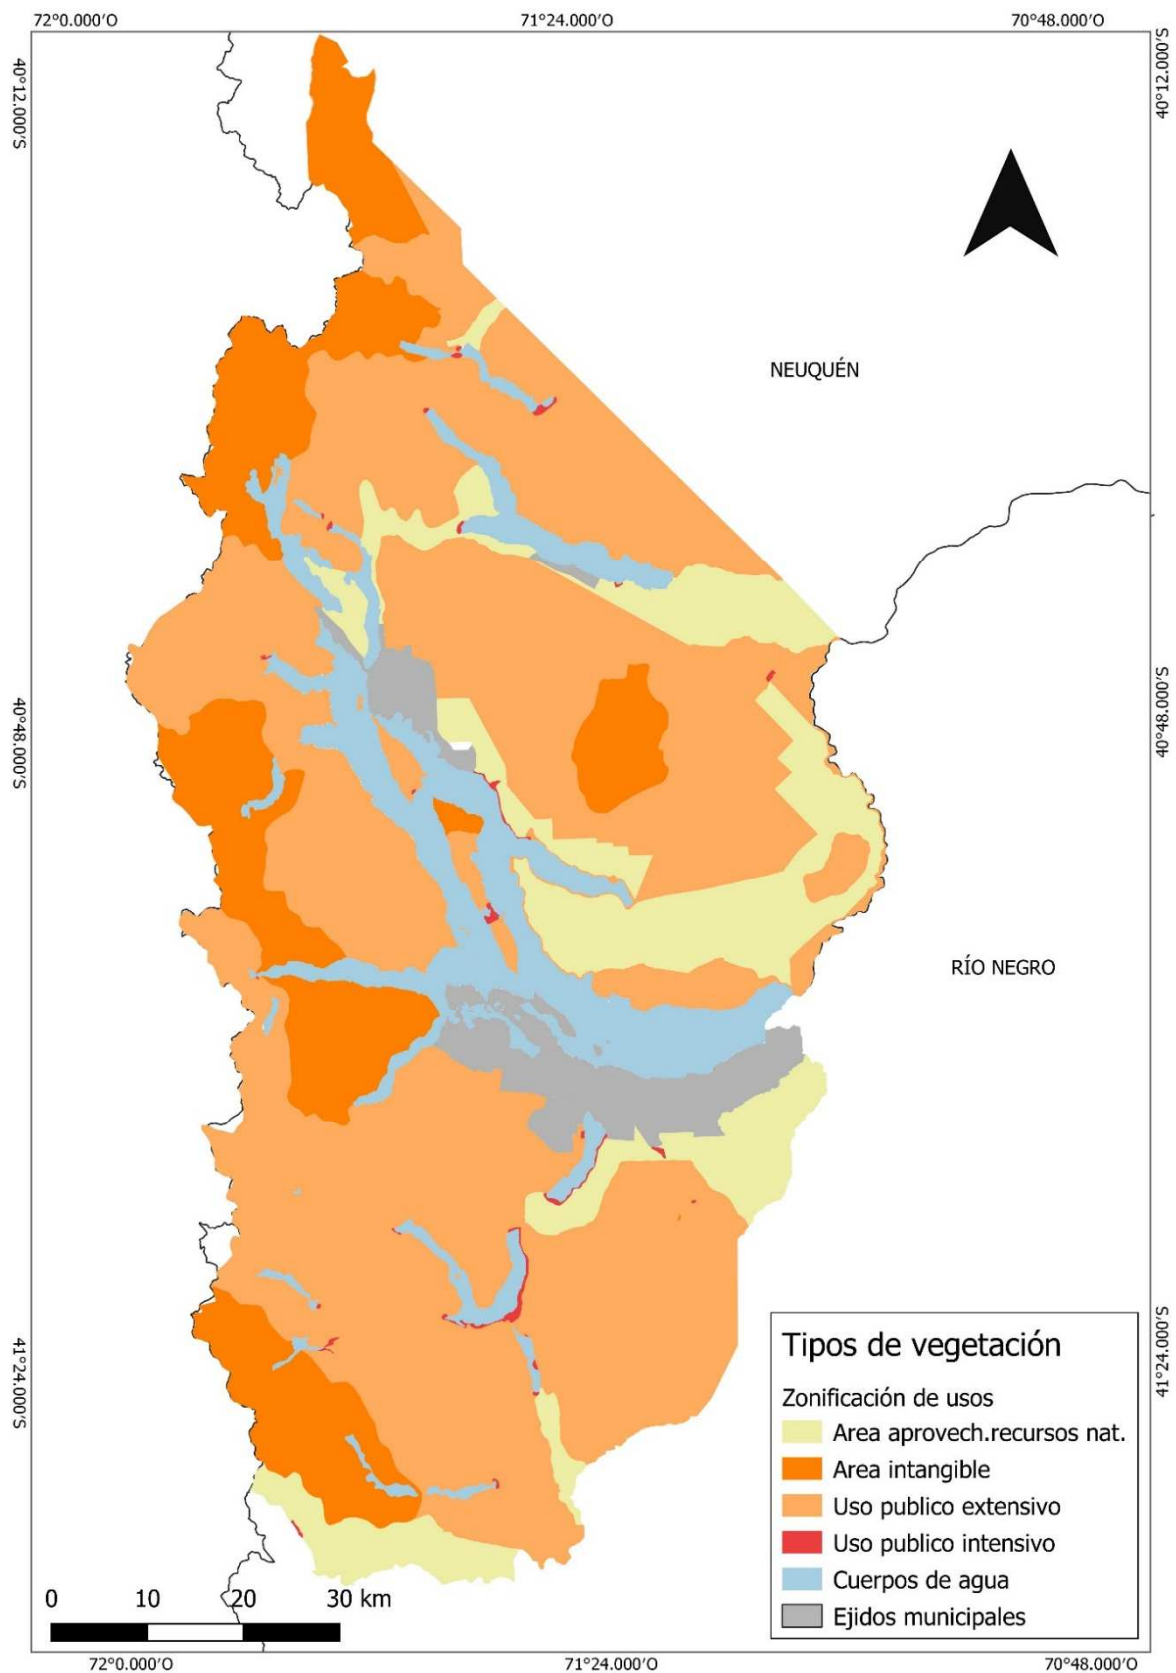 72°0.000′O 71°24.000′O 70°48.000′O
40°12.000′S
40°12.000′S
NEUQUÉN
40°48.000′S
40°48.000′S
RÍO NEGRO
41°24.000′S
41°24.000′S
Tipos de vegetación
Zonificación de usos
Area aprovech.recursos nat.
Area intangible
Uso publico extensivo
Uso publico intensivo
Cuerpos de agua
Ejidos municipales
0 10 20 30 km
72°0.000′O 71°24.000′O 70°48.000′O